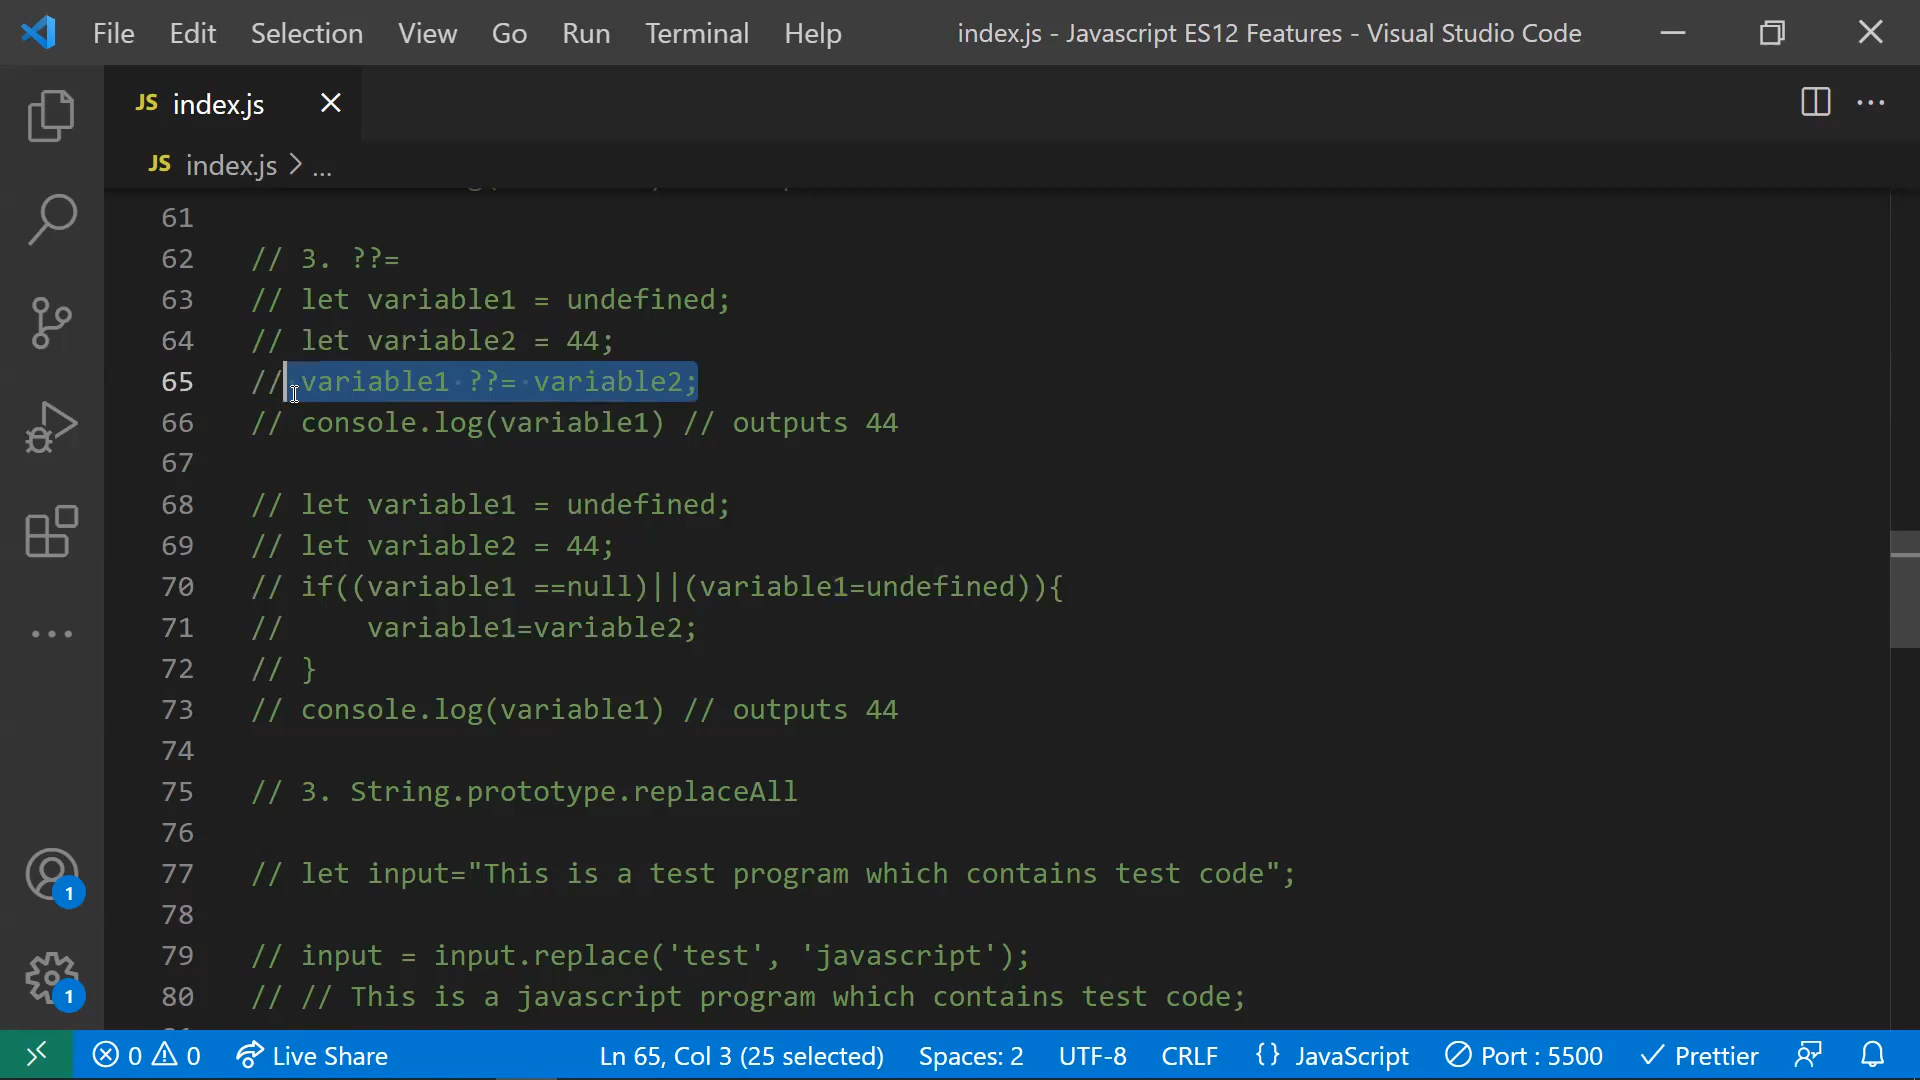 File Edit Selection View Go Run Terminal Help index.js - Javascript ES12 Features - Visual Studio Code
JS index.js
JS index.js > ...
61
62 // 3. ??=
63 // let variable1 = undefined;
64 // let variable2 = 44;
65 // variable1 ??= variable2;
66 // console.log(variable1) // outputs 44
67
68 // let variable1 = undefined;
69 // let variable2 = 44;
70 // if((variable1 ==null)||(variable1=undefined)){
71 //     variable1=variable2;
72 // }
73 // console.log(variable1) // outputs 44
74
75 // 3. String.prototype.replaceAll
76
77 // let input="This is a test program which contains test code";
78
79 // input = input.replace('test', 'javascript');
80 // // This is a javascript program which contains test code;
1
1
0 0 Live Share Ln 65, Col 3 (25 selected) Spaces: 2 UTF-8 CRLF {} JavaScript Port : 5500 Prettier